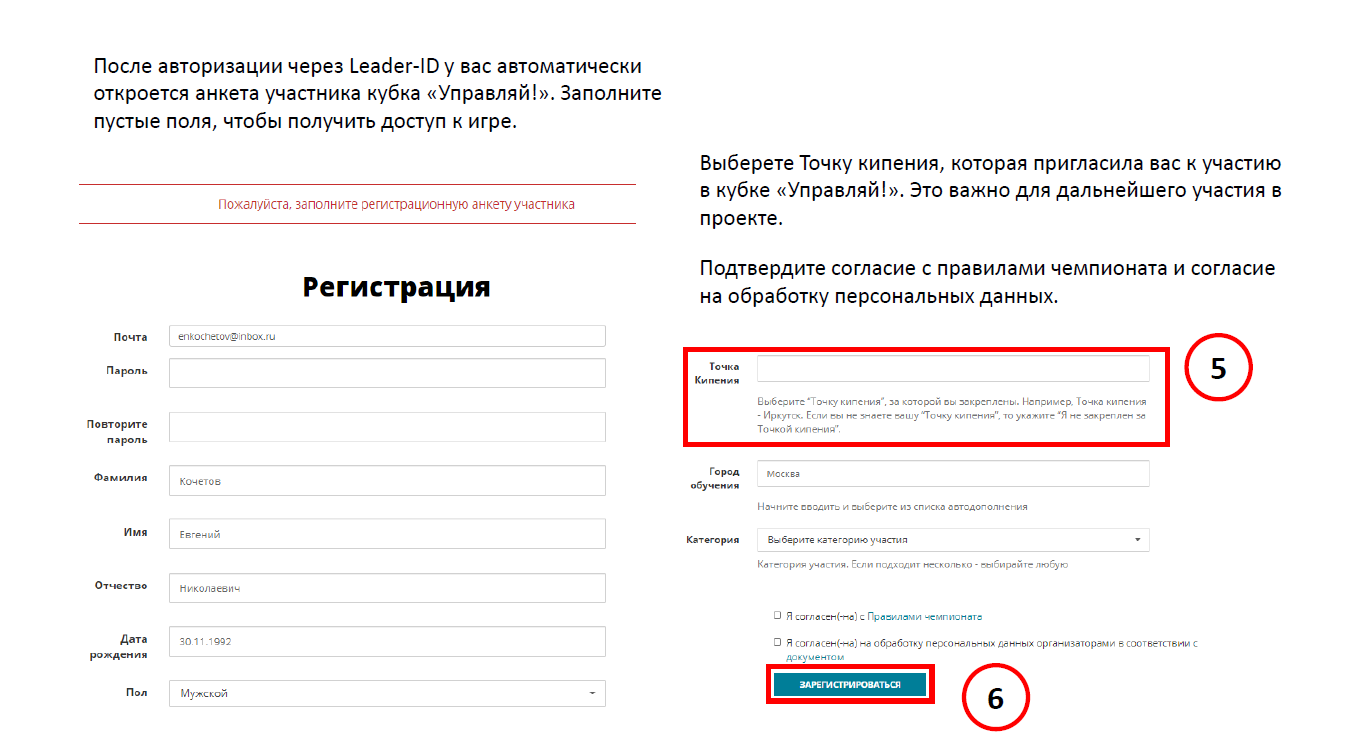 После авторизации через Leader-ID у вас автоматически
откроется анкета участника кубка «Управляй!». Заполните
пустые поля, чтобы получить доступ к игре.
Пожалуйста, заполните регистрационную анкету участника
Регистрация
Почта
enkochetov@inbox.ru
Пароль
Повторите
пароль
Фамилия
Кочетов
Имя
Евгений
Отчество
Николаевич
Дата
рождения
30.11.1992
Пол
Мужской
Выберете Точку кипения, которая пригласила вас к участию
в кубке «Управляй!». Это важно для дальнейшего участия в
проекте.
Подтвердите согласие с правилами чемпионата и согласие
на обработку персональных данных.
Точка
Кипения
Выберите "Точку кипения", за которой вы закреплены. Например, Точка кипения
- Иркутск. Если вы не знаете вашу "Точку кипения", то укажите "Я не закреплен за
Точкой кипения".
5
Город
обучения
Москва
Начните вводить и выберите из списка автодополнения
Категория
Выберите категорию участия
Категория участия. Если подходит несколько - выбирайте любую
Я согласен(-на) с Правилами чемпионата
Я согласен(-на) на обработку персональных данных организаторами в соответствии с
документом
ЗАРЕГИСТРИРОВАТЬСЯ
6